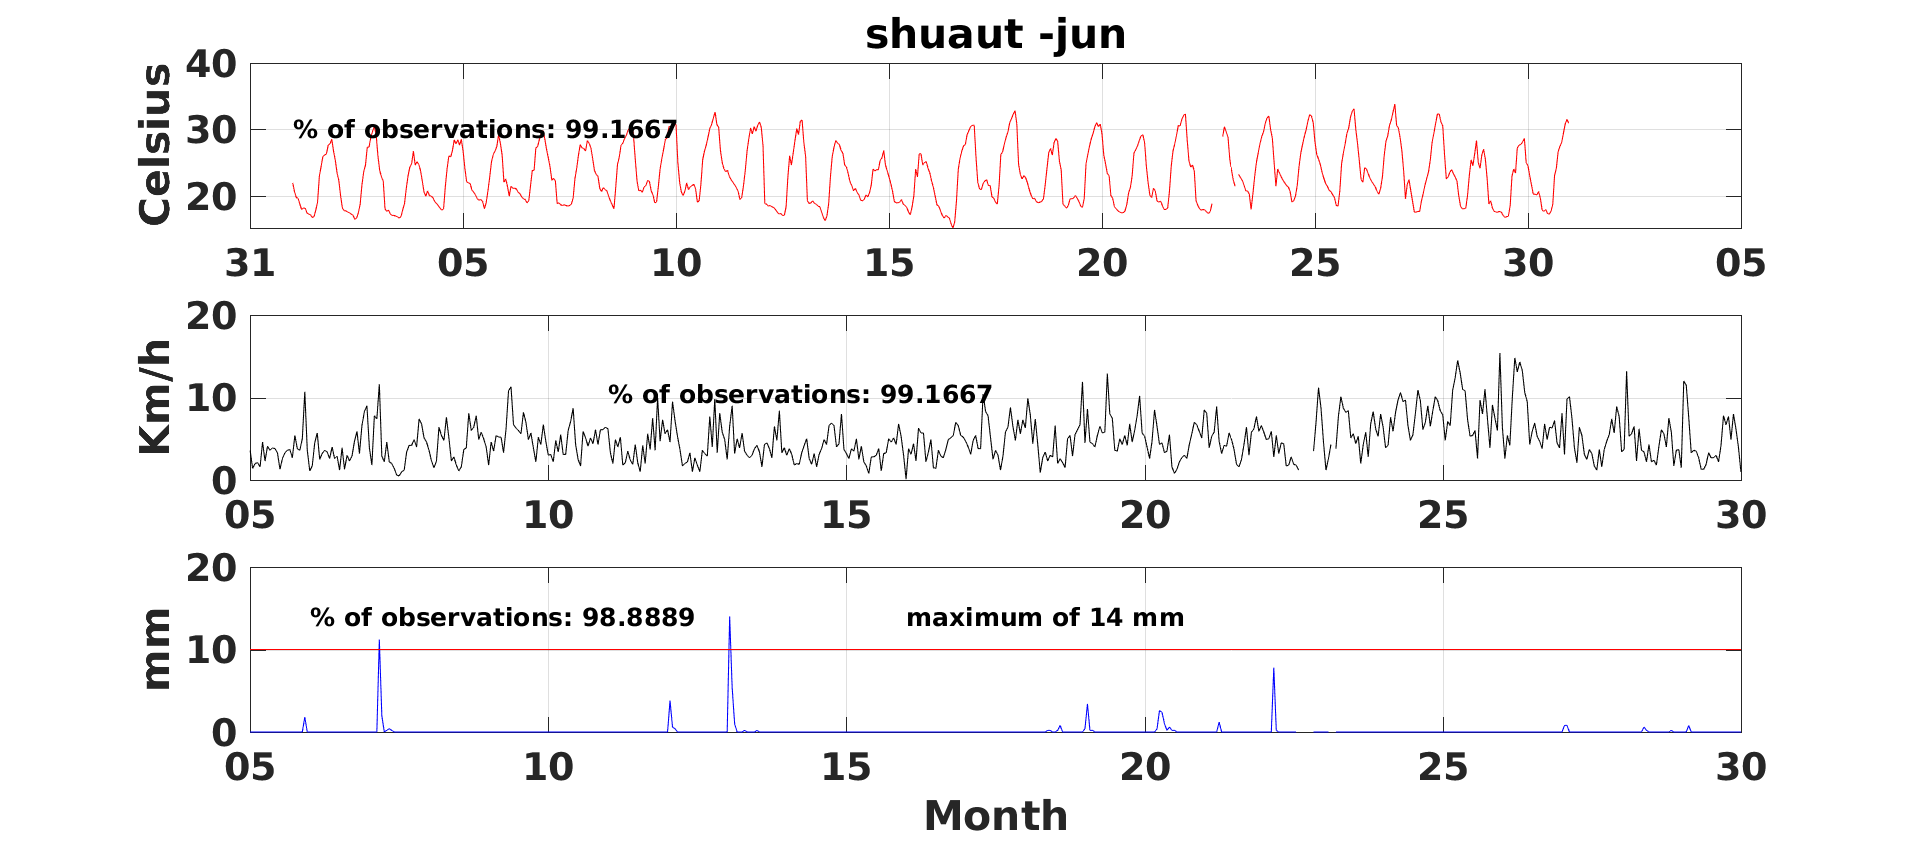 shuaut -jun
Celsius
40
30
20
% of observations: 99.1667
31 05 10 15 20 25 30 05
Km/h
20
10
0
% of observations: 99.1667
05 10 15 20 25 30
mm
20
10
0
% of observations: 98.8889 maximum of 14 mm
05 10 15 20 25 30
Month